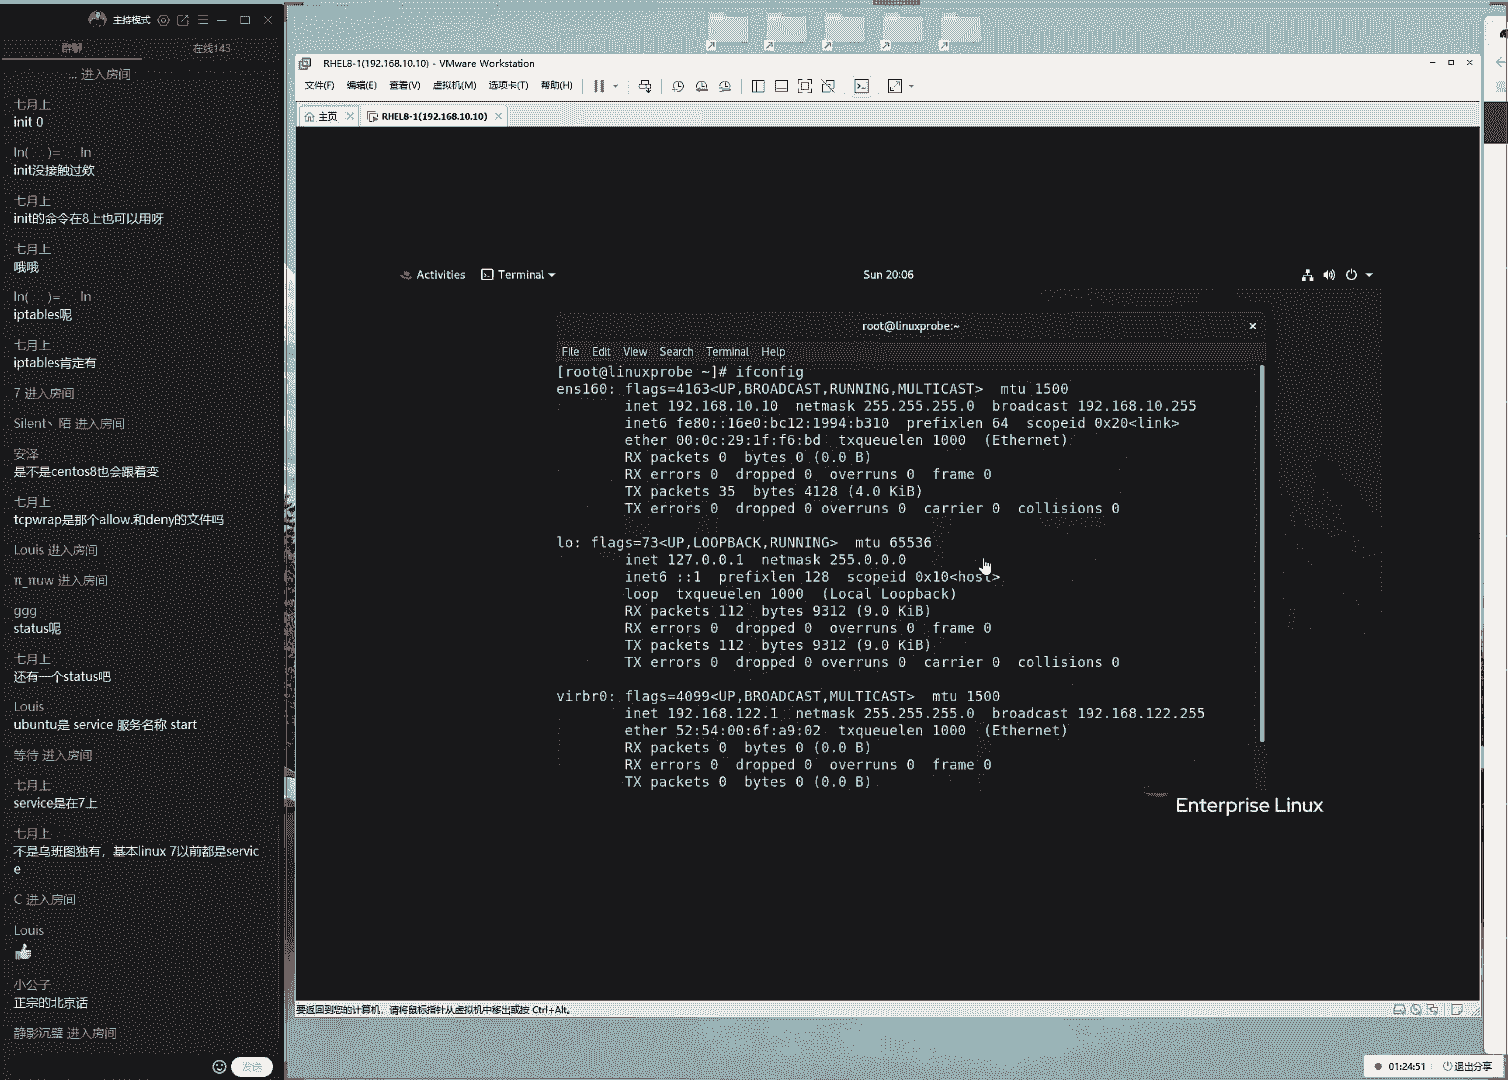 主持模式
群聊 在线143
... 进入房间
七月上
init 0
ln( )= ln
init没接触过欸
七月上
init的命令在8上也可以用呀
七月上
哦哦
ln( )= ln
iptables呢
七月上
iptables肯定有
7 进入房间
Silent、陌 进入房间
安泽
是不是centos8也会跟着变
七月上
tcpwrap是那个allow.和deny的文件吗
Louis 进入房间
π_πuw 进入房间
ggg
status呢
七月上
还有一个status吧
Louis
ubuntu是 service 服务名称 start
等待 进入房间
七月上
service是在7上
七月上
不是乌班图独有，基本linux 7以前都是servic
e
C 进入房间
Louis
小公子
正宗的北京话
静影沉璧 进入房间
发送
RHEL8-1(192.168.10.10) - VMware Workstation
文件(F) 编辑(E) 查看(V) 虚拟机(M) 选项卡(T) 帮助(H)
主页 RHEL8-1(192.168.10.10)
Activities Terminal Sun 20:06
root@linuxprobe:~
File Edit View Search Terminal Help
[root@linuxprobe ~]# ifconfig
ens160: flags=4163<UP,BROADCAST,RUNNING,MULTICAST>  mtu 1500
inet 192.168.10.10  netmask 255.255.255.0  broadcast 192.168.10.255
inet6 fe80::16e0:bc12:1994:b310  prefixlen 64  scopeid 0x20<link>
ether 00:0c:29:1f:f6:bd  txqueuelen 1000  (Ethernet)
RX packets 0  bytes 0 (0.0 B)
RX errors 0  dropped 0  overruns 0  frame 0
TX packets 35  bytes 4128 (4.0 KiB)
TX errors 0  dropped 0 overruns 0  carrier 0  collisions 0
lo: flags=73<UP,LOOPBACK,RUNNING>  mtu 65536
inet 127.0.0.1  netmask 255.0.0.0
inet6 ::1  prefixlen 128  scopeid 0x10<host>
loop  txqueuelen 1000  (Local Loopback)
RX packets 112  bytes 9312 (9.0 KiB)
RX errors 0  dropped 0  overruns 0  frame 0
TX packets 112  bytes 9312 (9.0 KiB)
TX errors 0  dropped 0 overruns 0  carrier 0  collisions 0
virbr0: flags=4099<UP,BROADCAST,MULTICAST>  mtu 1500
inet 192.168.122.1  netmask 255.255.255.0  broadcast 192.168.122.255
ether 52:54:00:6f:a9:02  txqueuelen 1000  (Ethernet)
RX packets 0  bytes 0 (0.0 B)
RX errors 0  dropped 0  overruns 0  frame 0
TX packets 0  bytes 0 (0.0 B)
Enterprise Linux
要返回到您的计算机，请将鼠标指针从虚拟机中移出或按 Ctrl+Alt。
01:24:51 退出分享